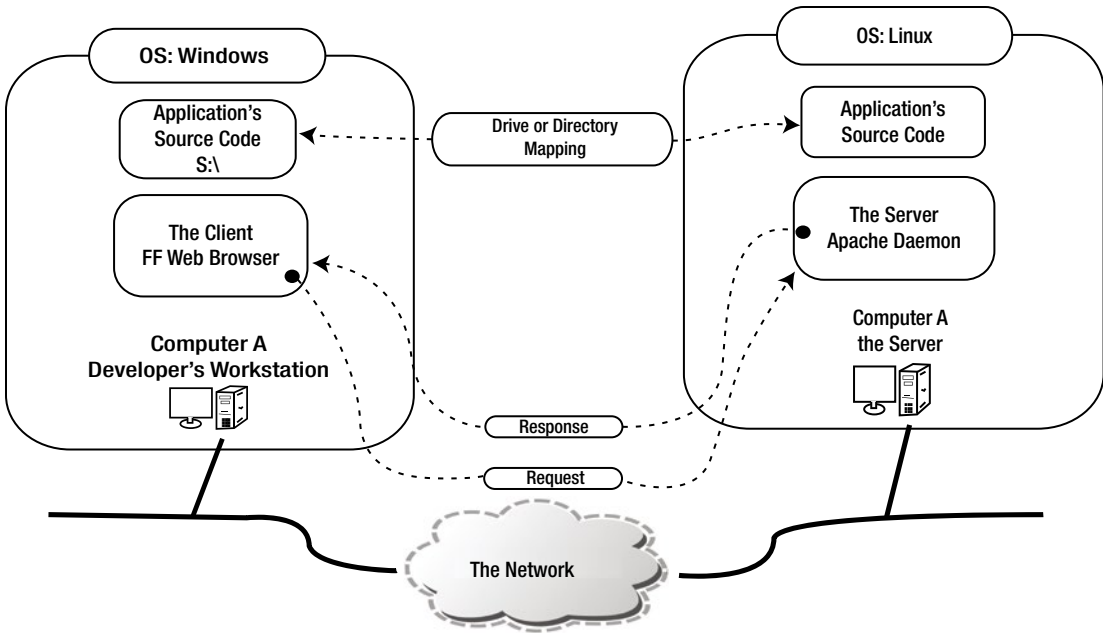 OS: Windows
Application's
Source Code
S:\
The Client
FF Web Browser
Computer A
Developer's Workstation
Drive or Directory
Mapping
Response
Request
The Network
OS: Linux
Application's
Source Code
The Server
Apache Daemon
Computer A
the Server